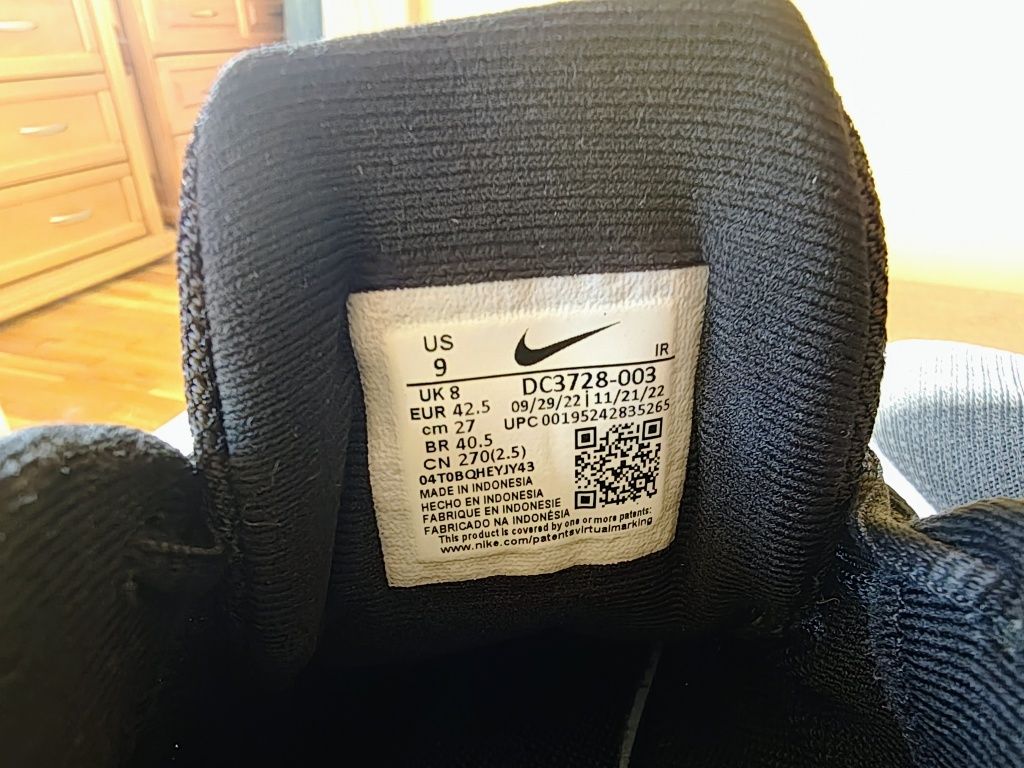 US
9
IR
UK 8
DC3728-003
EUR 42.5
09/29/22 | 11/21/22
cm 27
UPC 00195242835265
BR 40.5
CN 270(2.5)
04T0BQHEYJY43
MADE IN INDONESIA
HECHO EN INDONESIA
FABRIQUE EN INDONESIE
FABRICADO NA INDONÉSIA
This product is covered by one or more patents:
www.nike.com/patentsvirtualmarking